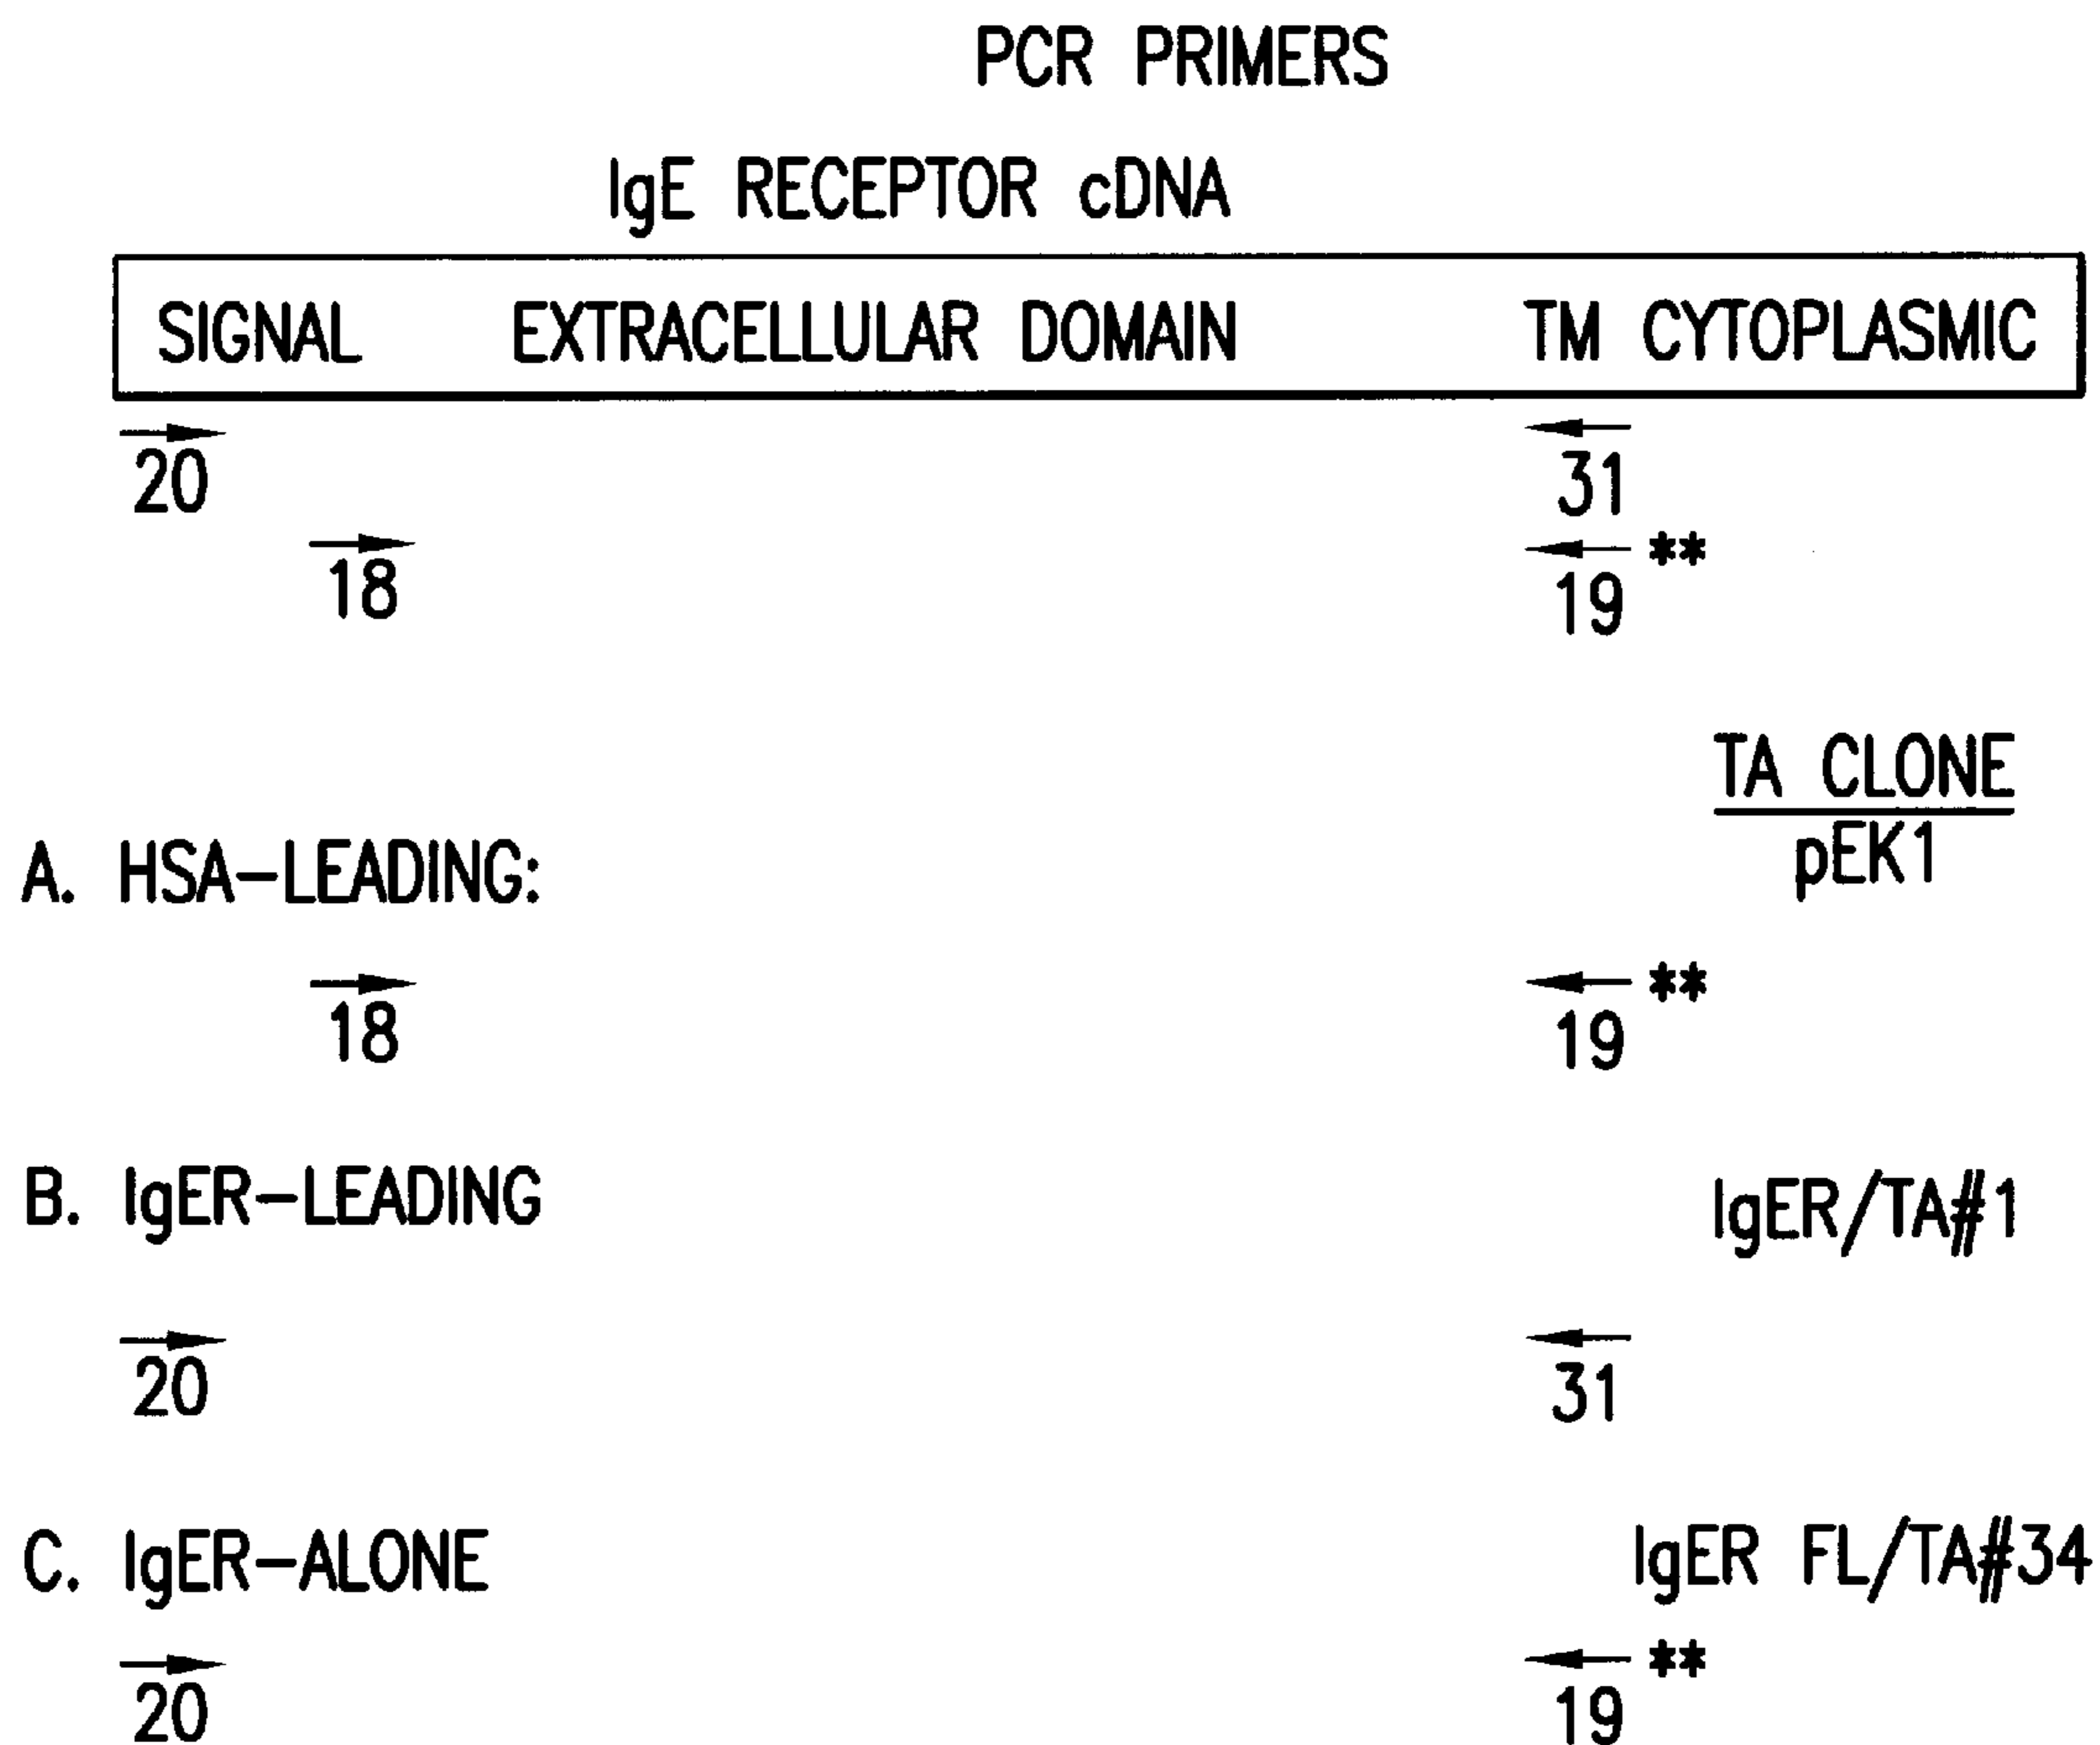 PCR PRIMERS
IgE RECEPTOR cDNA
SIGNAL EXTRACELLULAR DOMAIN TM CYTOPLASMIC
20 31
18 19 **
TA CLONE
A. HSA-LEADING: pEK1
18 19 **
B. IgER-LEADING IgER/TA#1
20 31
C. IgER-ALONE IgER FL/TA#34
20 19 **